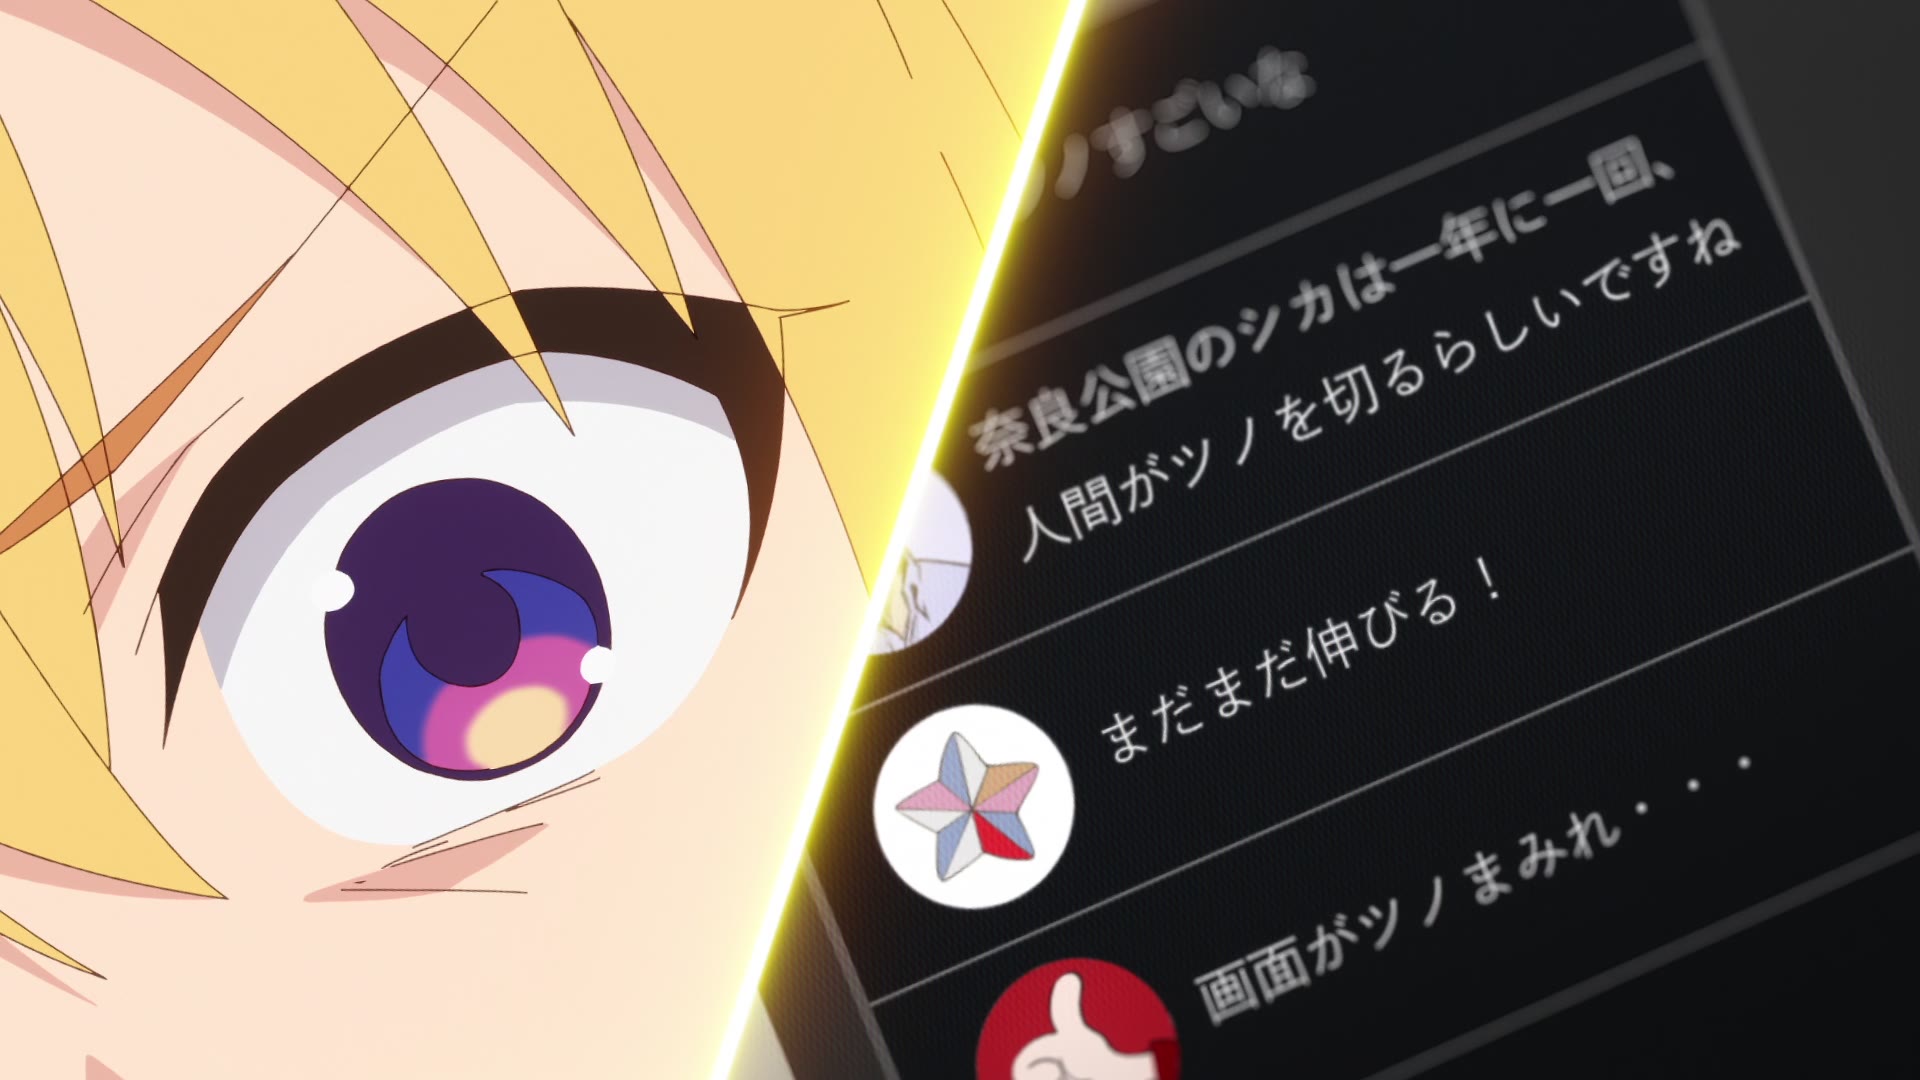 ツノすごいな
奈良公園のシカは一年に一回、
人間がツノを切るらしいですね
まだまだ伸びる！
画面がツノまみれ・・・